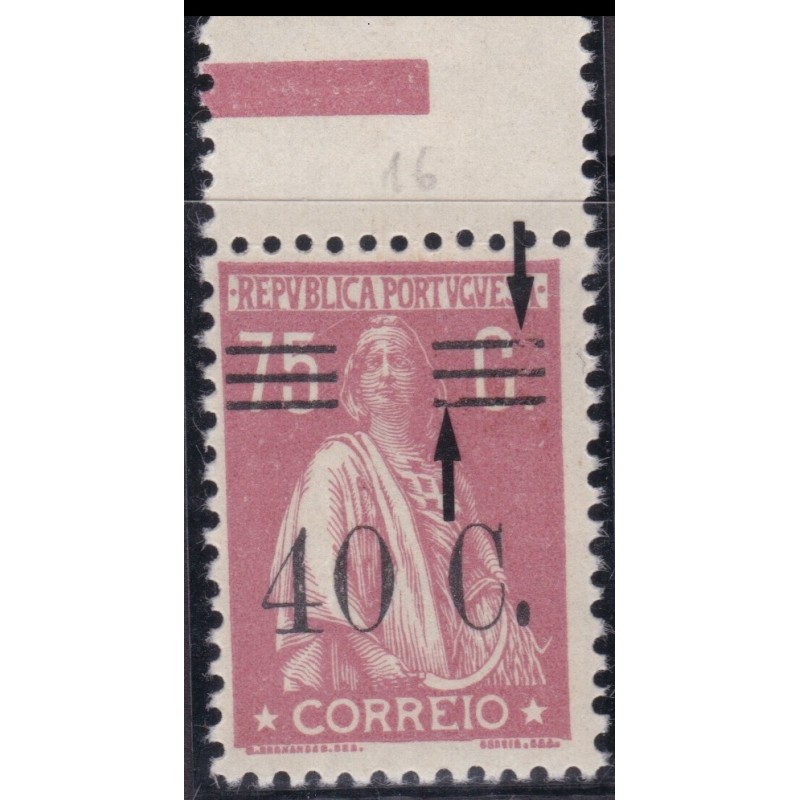 16
·REPVBLICA PORTVGVESA·
75 C.
40 C.
★ CORREIO ★